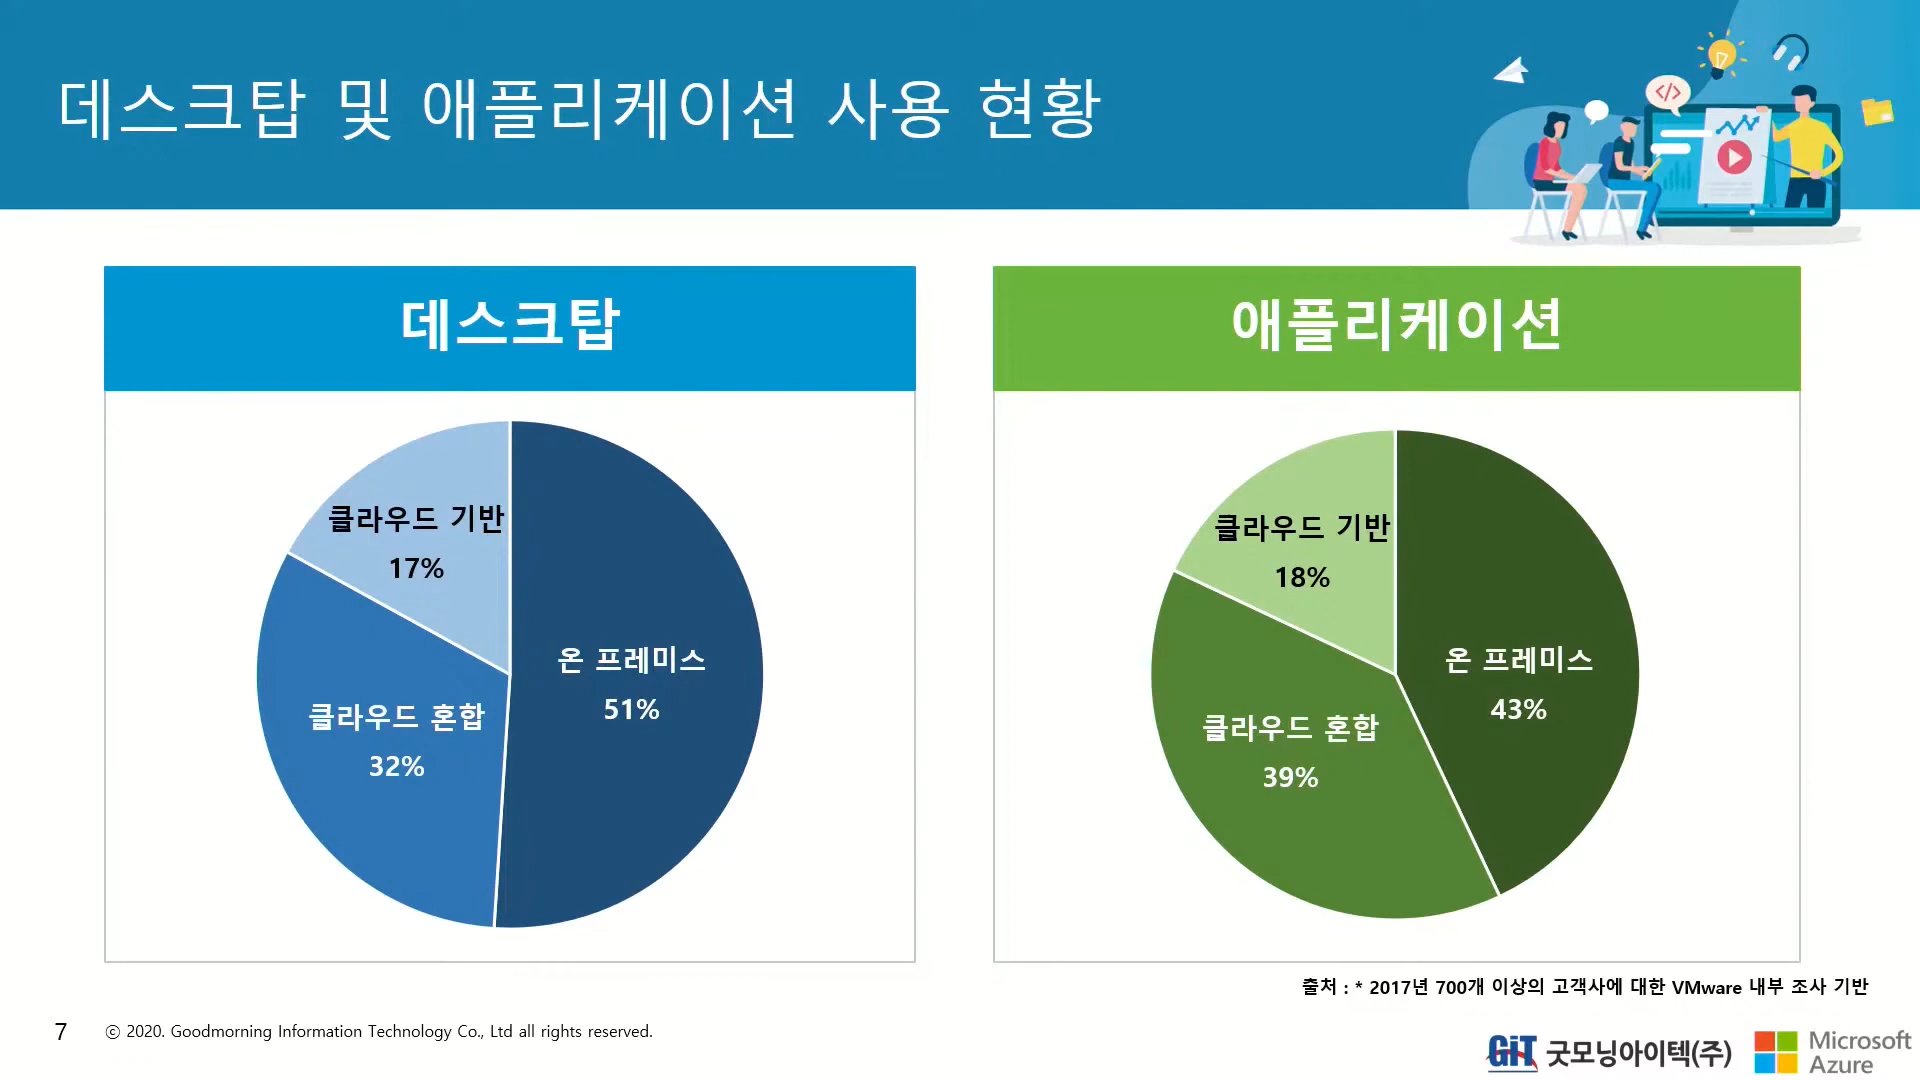 데스크탑 및 애플리케이션 사용 현황
</>
데스크탑
클라우드 기반
17%
온 프레미스
51%
클라우드 혼합
32%
애플리케이션
클라우드 기반
18%
온 프레미스
43%
클라우드 혼합
39%
출처 : * 2017년 700개 이상의 고객사에 대한 VMware 내부 조사 기반
7
ⓒ 2020. Goodmorning Information Technology Co., Ltd all rights reserved.
GiT 굿모닝아이텍(주)
Microsoft
Azure